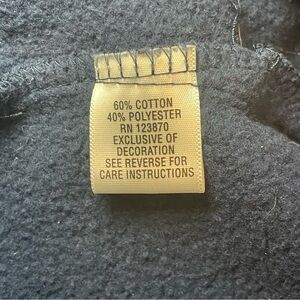 60% COTTON
40% POLYESTER
RN 123870
EXCLUSIVE OF
DECORATION
SEE REVERSE FOR
CARE INSTRUCTIONS